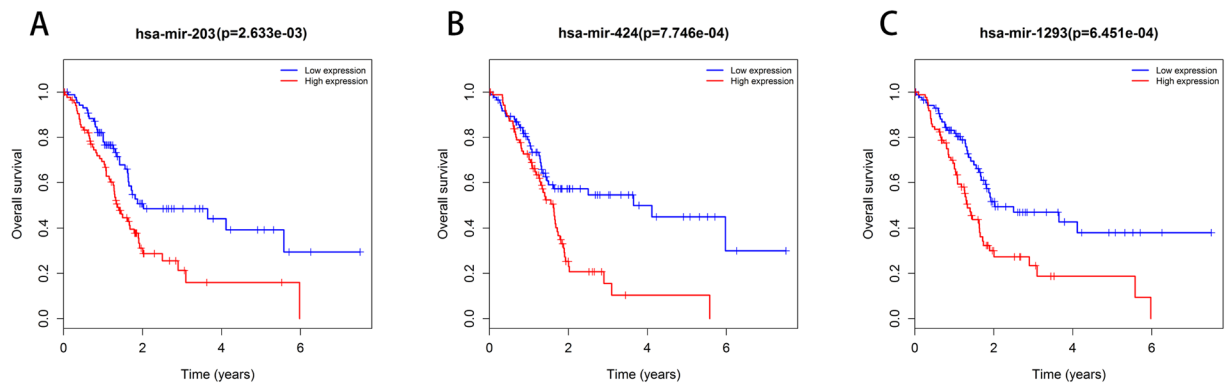 A
hsa-mir-203(p=2.633e-03)
Low expression
High expression
Overall survival
1.0
0.8
0.6
0.4
0.2
0.0
0 2 4 6
Time (years)
B
hsa-mir-424(p=7.746e-04)
Low expression
High expression
Overall survival
1.0
0.8
0.6
0.4
0.2
0.0
0 2 4 6
Time (years)
C
hsa-mir-1293(p=6.451e-04)
Low expression
High expression
Overall survival
1.0
0.8
0.6
0.4
0.2
0.0
0 2 4 6
Time (years)